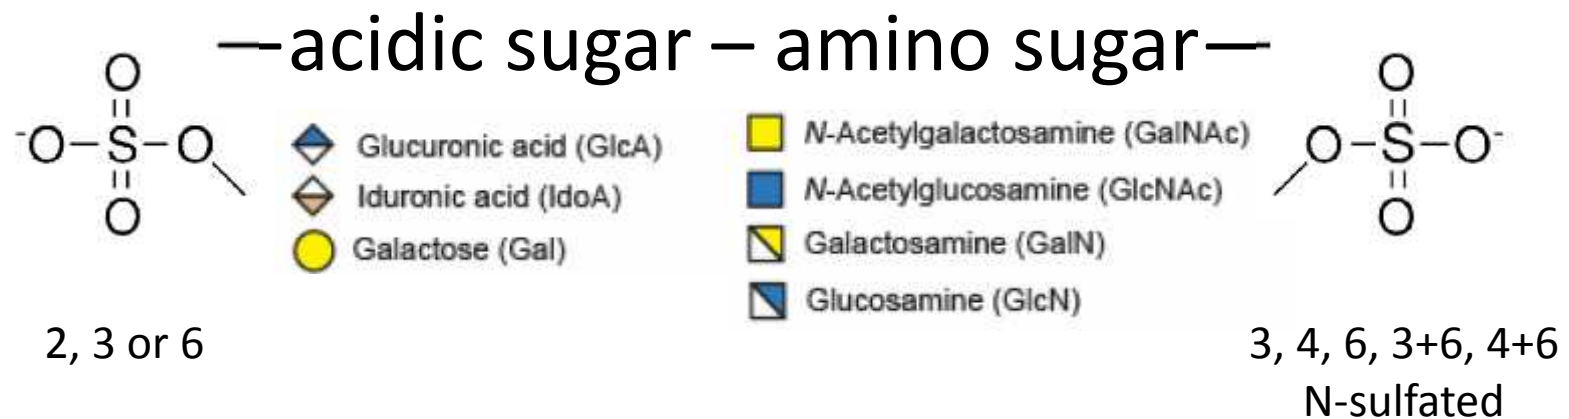 —acidic sugar – amino sugar—
O
-O–S–O
O
Glucuronic acid (GlcA)
Iduronic acid (IdoA)
Galactose (Gal)
N-Acetylgalactosamine (GalNAc)
N-Acetylglucosamine (GlcNAc)
Galactosamine (GalN)
Glucosamine (GlcN)
O
O–S–O-
O
2, 3 or 6
3, 4, 6, 3+6, 4+6
N-sulfated